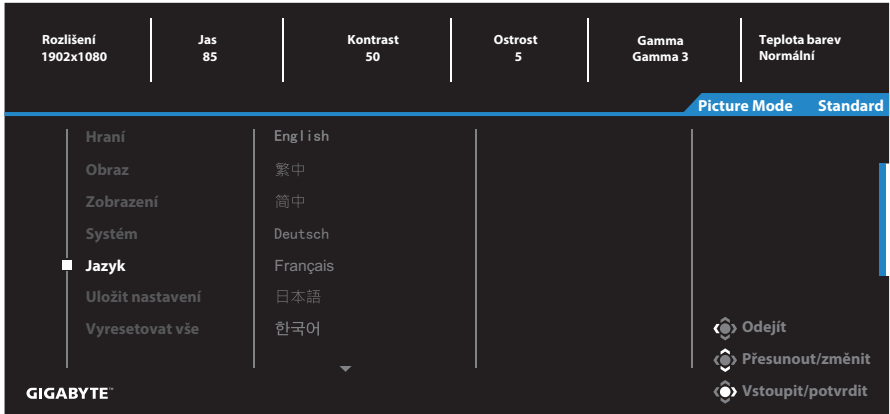 Rozlišení
1902x1080
Jas
85
Kontrast
50
Ostrost
5
Gamma
Gamma 3
Teplota barev
Normální
Picture Mode Standard
Hraní
Obraz
Zobrazení
Systém
Jazyk
Uložit nastavení
Vyresetovat vše
English
繁中
简中
Deutsch
Français
日本語
한국어
Odejít
Přesunout/změnit
Vstoupit/potvrdit
GIGABYTE™